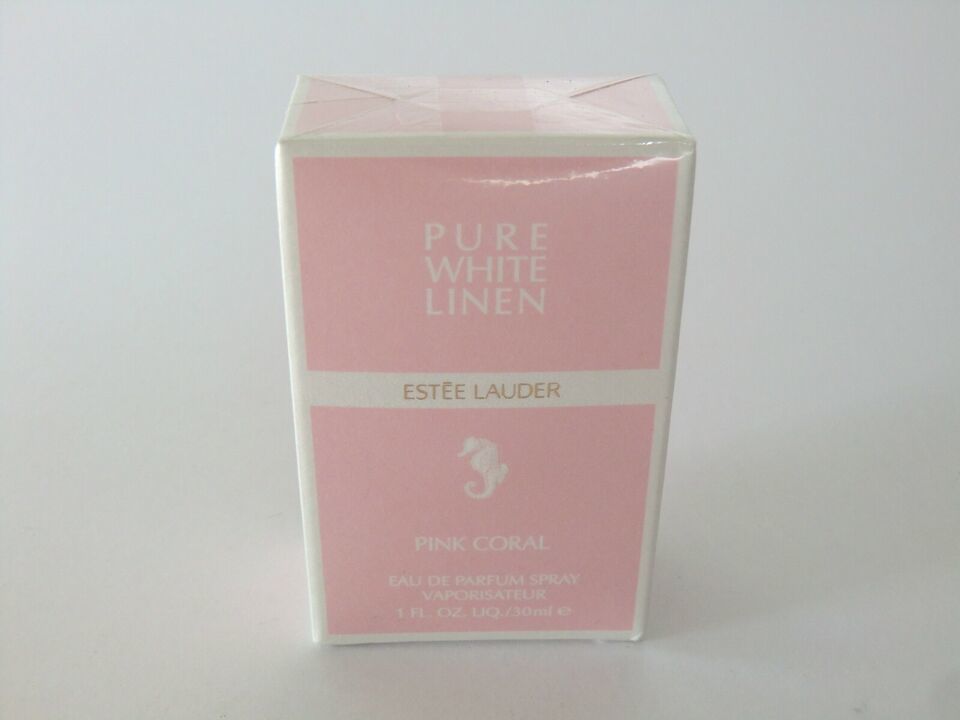 PURE
WHITE
LINEN
ESTĒE LAUDER
PINK CORAL
EAU DE PARFUM SPRAY
VAPORISATEUR
1 FL. OZ. LIQ./30ml ℮